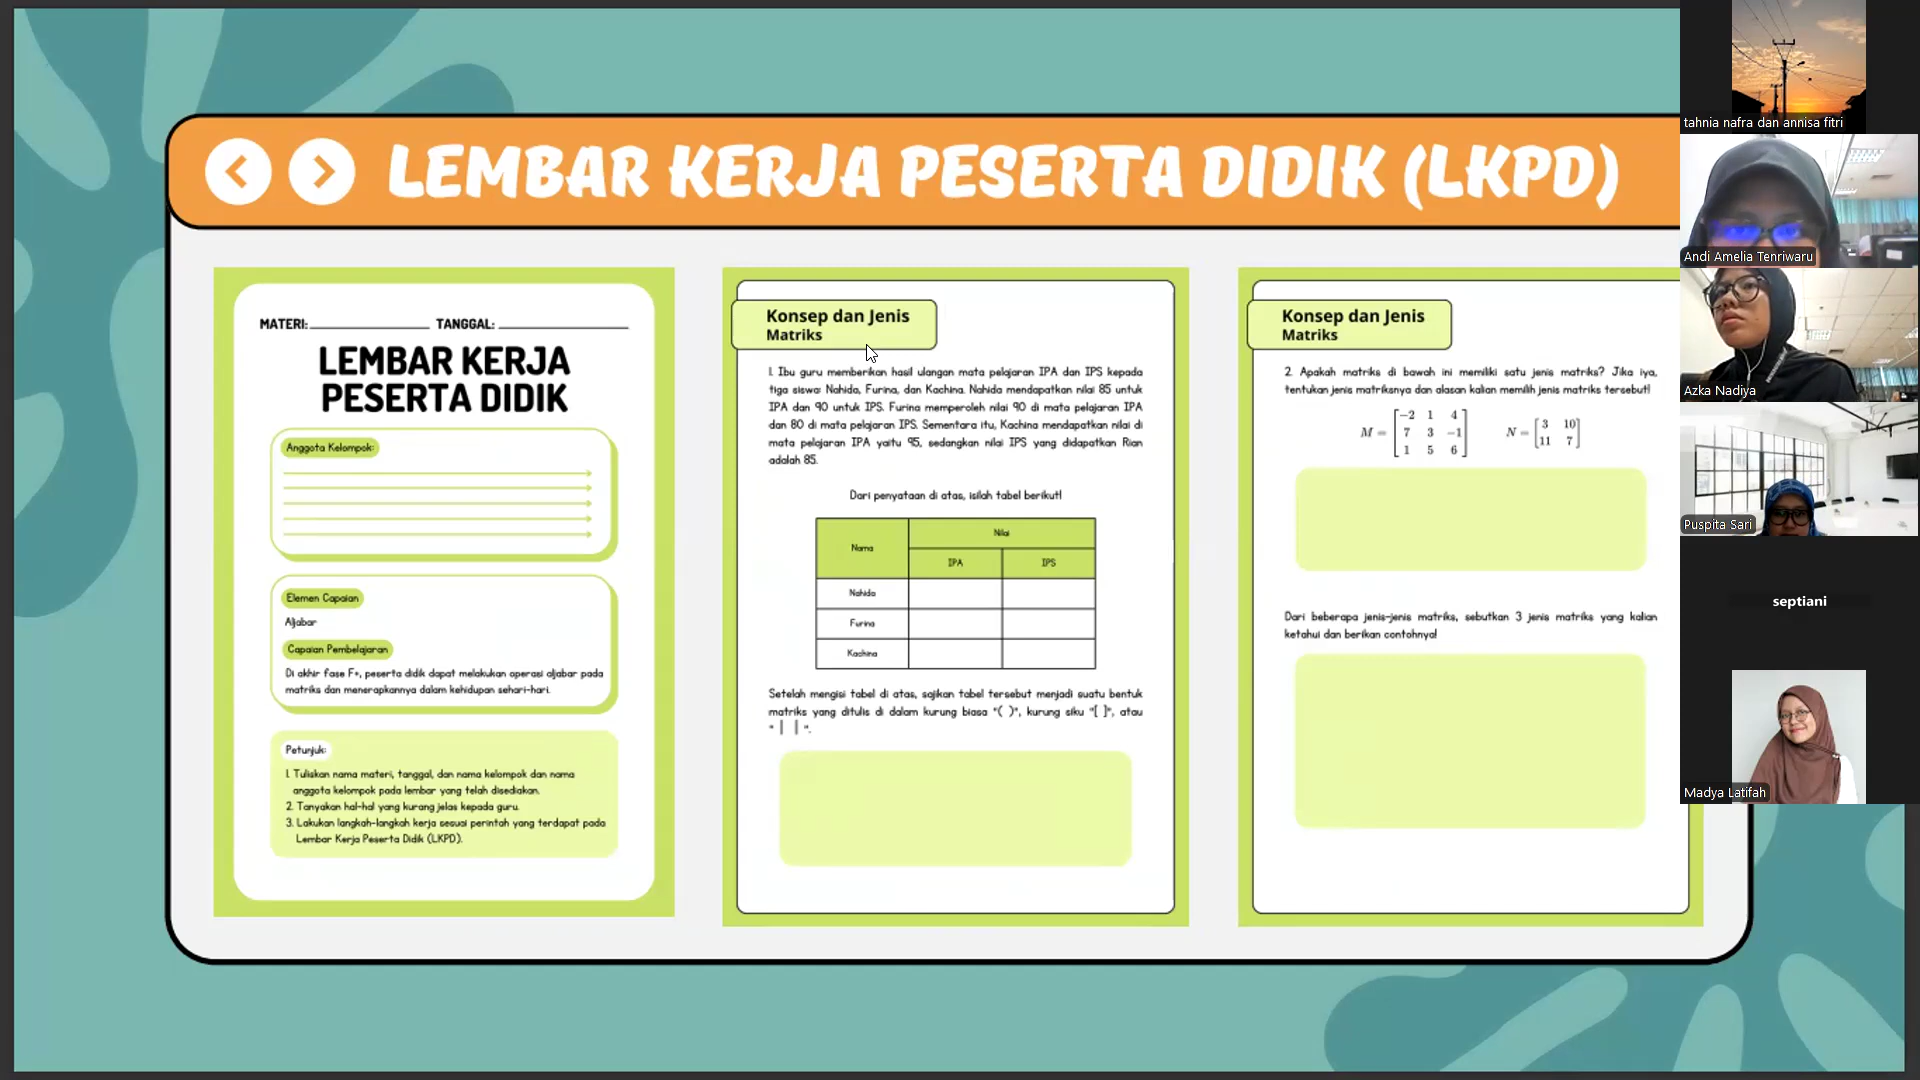 LEMBAR KERJA PESERTA DIDIK (LKPD)
MATERI: TANGGAL:
LEMBAR KERJA
PESERTA DIDIK
Anggota Kelompok:
Elemen Capaian
Aljabar
Capaian Pembelajaran
Di akhir fase F+, peserta didik dapat melakukan operasi aljabar pada
matriks dan menerapkannya dalam kehidupan sehari-hari.
Petunjuk:
1. Tuliskan nama materi, tanggal, dan nama kelompok dan nama
anggota kelompok pada lembar yang telah disediakan.
2. Tanyakan hal-hal yang kurang jelas kepada guru.
3. Lakukan langkah-langkah kerja sesuai perintah yang terdapat pada
Lembar Kerja Peserta Didik (LKPD).
Konsep dan Jenis
Matriks
1. Ibu guru memberikan hasil ulangan mata pelajaran IPA dan IPS kepada
tiga siswa: Nahida, Furina, dan Kachina. Nahida mendapatkan nilai 85 untuk
IPA dan 90 untuk IPS. Furina memperoleh nilai 90 di mata pelajaran IPA
dan 80 di mata pelajaran IPS. Sementara itu, Kachina mendapatkan nilai di
mata pelajaran IPA yaitu 95, sedangkan nilai IPS yang didapatkan Rian
adalah 85.
Dari penyataan di atas, isilah tabel berikut!
Nama Nilai
IPA IPS
Nahida
Furina
Kachina
Setelah mengisi tabel di atas, sajikan tabel tersebut menjadi suatu bentuk
matriks yang ditulis di dalam kurung biasa "( )", kurung siku "[ ]", atau
"| | ".
Konsep dan Jenis
Matriks
2. Apakah matriks di bawah ini memiliki satu jenis matriks? Jika iya,
tentukan jenis matriksnya dan alasan kalian memilih jenis matriks tersebut!
−2 1 4
M = 7 3 −1
1 5 6
3 10
N =
11 7
Dari beberapa jenis-jenis matriks, sebutkan 3 jenis matriks yang kalian
ketahui dan berikan contohnya!
tahnia nafra dan annisa fitri
Andi Amelia Tenriwaru
Azka Nadiya
Puspita Sari
septiani
Madya Latifah